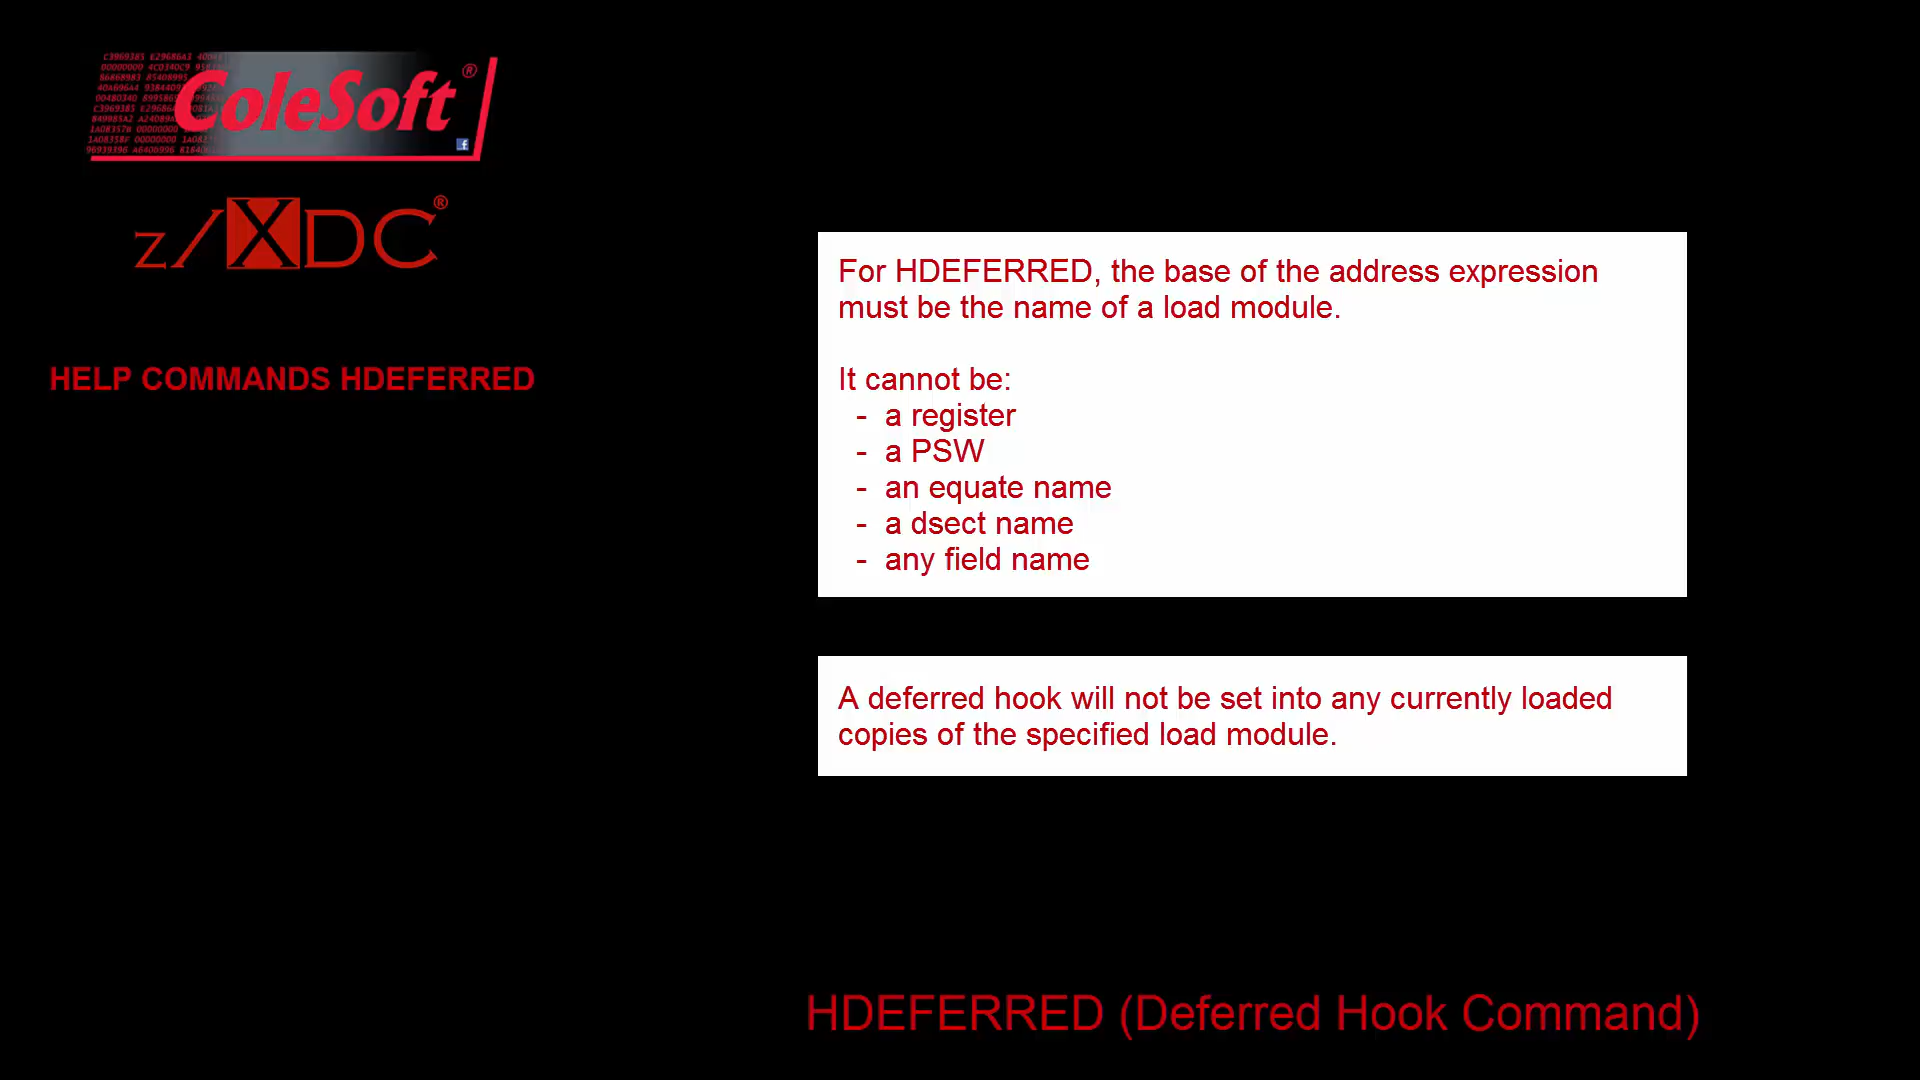 ColeSoft®
z/XDC®
HELP COMMANDS HDEFERRED
For HDEFERRED, the base of the address expression
must be the name of a load module.
It cannot be:
- a register
- a PSW
- an equate name
- a dsect name
- any field name
A deferred hook will not be set into any currently loaded
copies of the specified load module.
HDEFERRED (Deferred Hook Command)